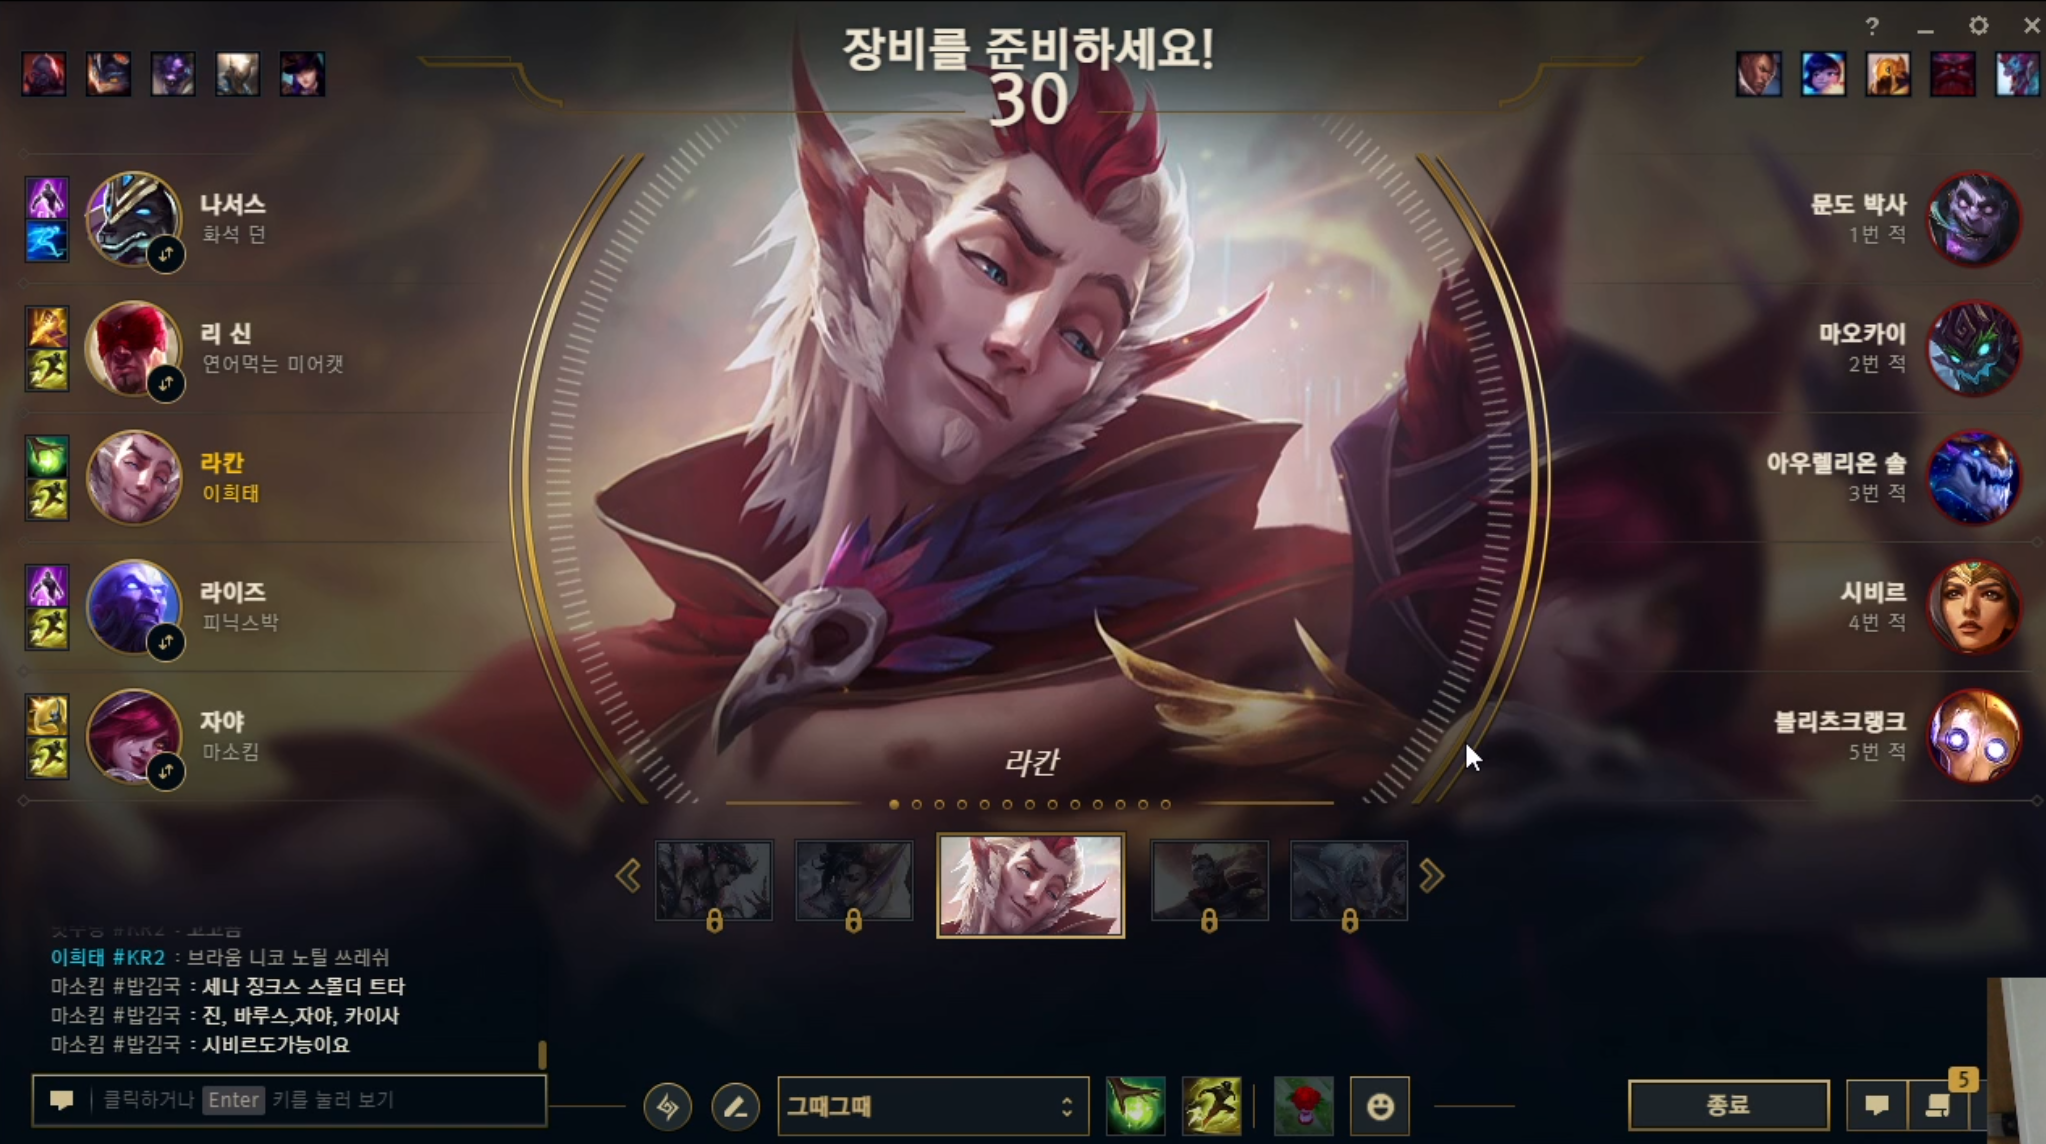 장비를 준비하세요!
30
?
나서스
화석 던
리 신
연어먹는 미어캣
라칸
이희태
라이즈
피닉스박
자야
마소킴
문도 박사
1번 적
마오카이
2번 적
아우렐리온 솔
3번 적
시비르
4번 적
블리츠크랭크
5번 적
라칸
이희태 #KR2 : 브라움 니코 노틸 쓰레쉬
마소킴 #밥김국 : 세나 징크스 스몰더 트타
마소킴 #밥김국 : 진, 바루스,자야, 카이사
마소킴 #밥김국 : 시비르도가능이요
클릭하거나 Enter 키를 눌러 보기
그때그때
종료
5